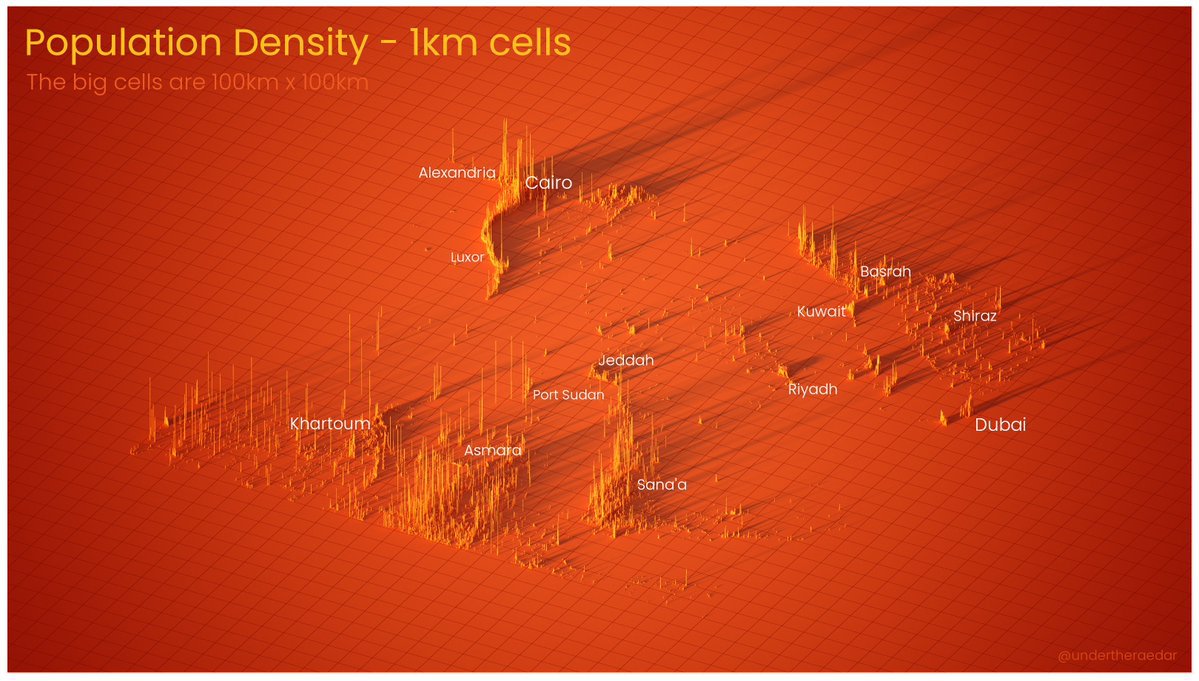 Population Density - 1km cells
The big cells are 100km x 100km
Alexandria
Cairo
Luxor
Basrah
Kuwait
Shiraz
Jeddah
Riyadh
Port Sudan
Khartoum
Dubai
Asmara
Sana'a
@undertheraedar